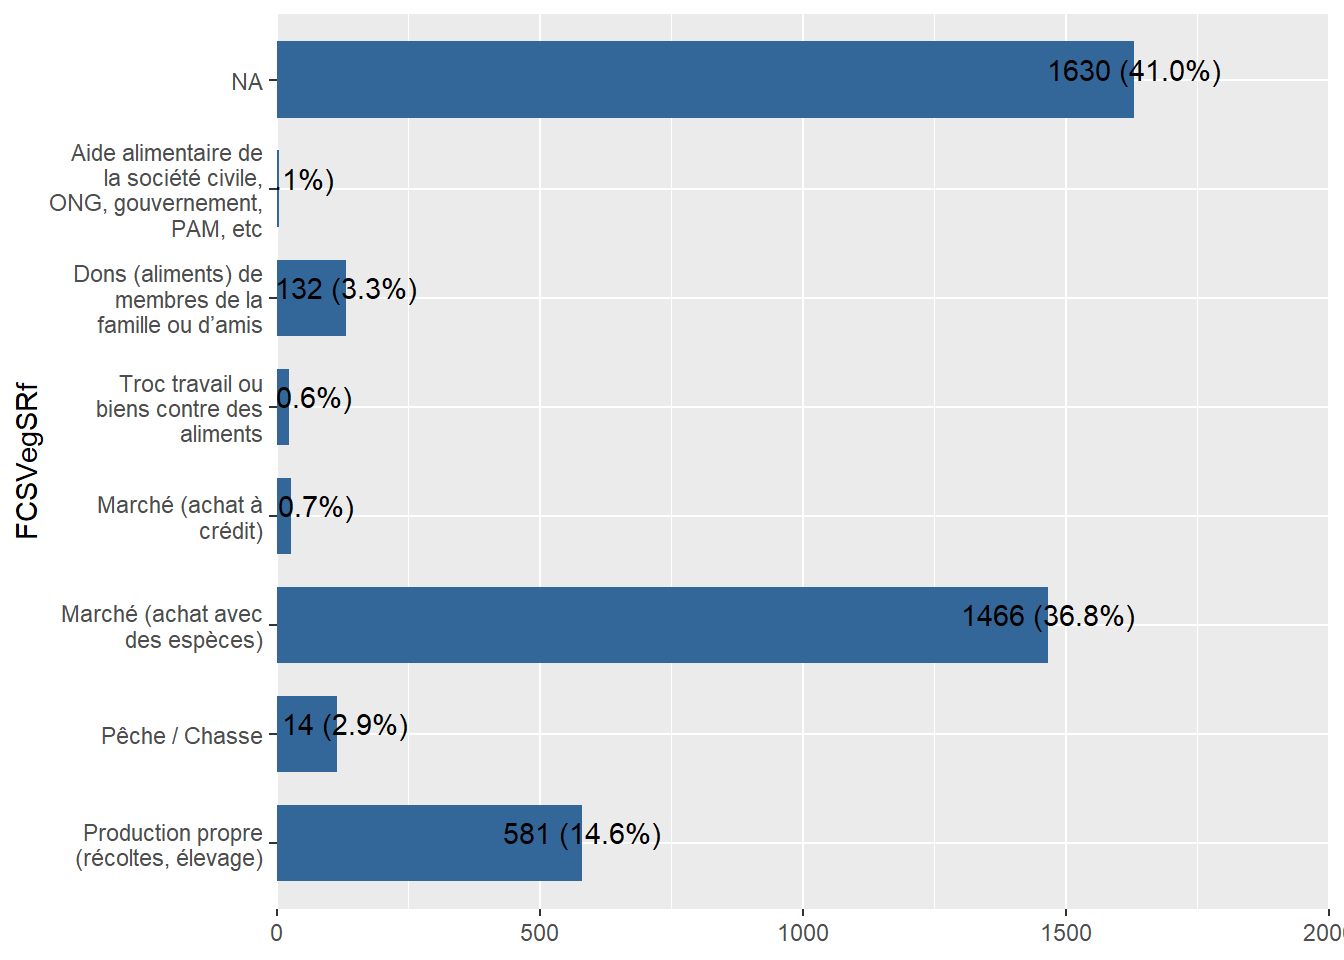 NA
1630 (41.0%)
Aide alimentaire de
la société civile,
ONG, gouvernement,
PAM, etc
1%)
Dons (aliments) de
membres de la
famille ou d’amis
132 (3.3%)
Troc travail ou
biens contre des
aliments
0.6%)
Marché (achat à
crédit)
0.7%)
Marché (achat avec
des espèces)
1466 (36.8%)
Pêche / Chasse
14 (2.9%)
Production propre
(récoltes, élevage)
581 (14.6%)
FCSVegSRf
0
500
1000
1500
200